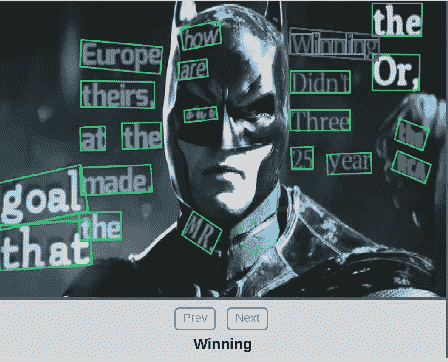 the
how
Europe
Winning
are
Or,
Didn't
theirs,
Three
at the
25 year
made,
goal
the
MR.
that
Prev Next
Winning